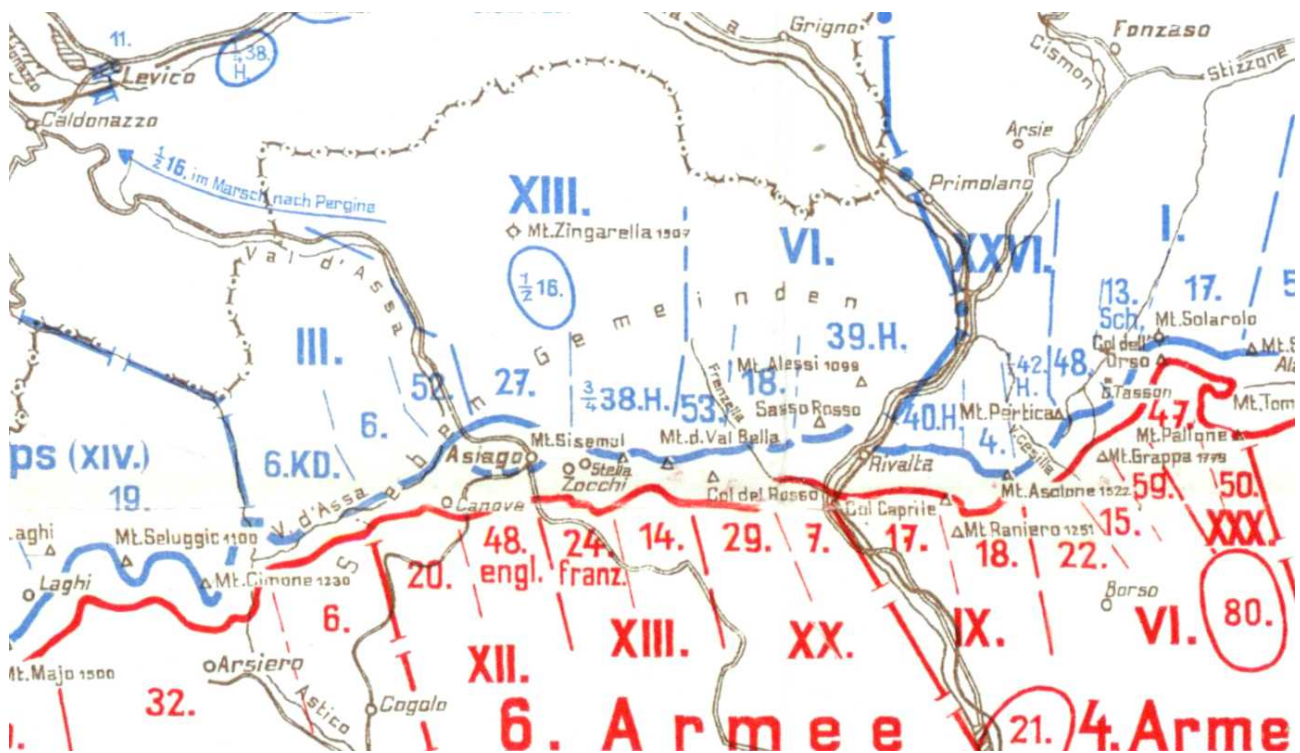 11.
1/4 38. H.
Levico
Caldonazzo
Grigno
Cismon
Fonzaso
Stizzone
Arsie
Primolano
1/2 16. im Marsch nach Pergine
XIII.
Mt.Zingarella 1907
1/2 16.
VI.
XXVI.
I.
Val d'Assa
Gemeinden
III.
52.
27.
3/4 38.H.
53.
18.
39.H.
Mt.Alessi 1099
Frenzella
Sasso Rosso
13. Sch.
17.
Mt.Solarolo
Col dell' Orso
42. H.
48.
Mt.S
Ala
5
6.
6.KD.
Mt.Sisemol
Mt.d.Val Bella
Asiago
Stella
Zocchi
Col del Rosso
40.H.
4.
Mt.Pertica
V.Cesilla
Tasson
47.
Mt.Tom
Mt.Pallone
Mt.Grappa 1779
Rivalta
Mt.Asolone 1522
ps (XIV.)
19.
V. d'Assa
Canove
Col Caprile
Mt.Raniero 1251
59.
50.
XXX.
Laghi
Mt.Seluggio 1100
Mt.Cimone 1230
48. engl.
24. franz.
14.
29.
7.
17.
18.
22.
15.
20.
6.
Borso
80.
Mt.Majo 1500
Arsiero
Astico
32.
Cogolo
XII.
XIII.
XX.
IX.
VI.
6. Armee
21.
4.Arme